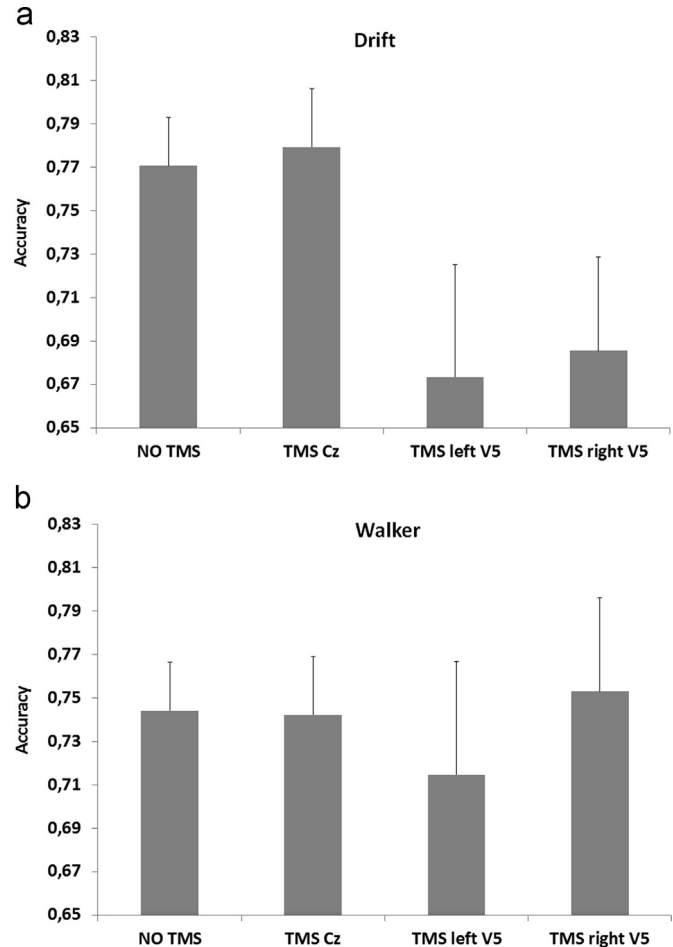 a
Drift
0,83
0,81
0,79
0,77
0,75
0,73
0,71
0,69
0,67
0,65
Accuracy
NO TMS TMS Cz TMS left V5 TMS right V5
b
Walker
0,83
0,81
0,79
0,77
0,75
0,73
0,71
0,69
0,67
0,65
Accuracy
NO TMS TMS Cz TMS left V5 TMS right V5